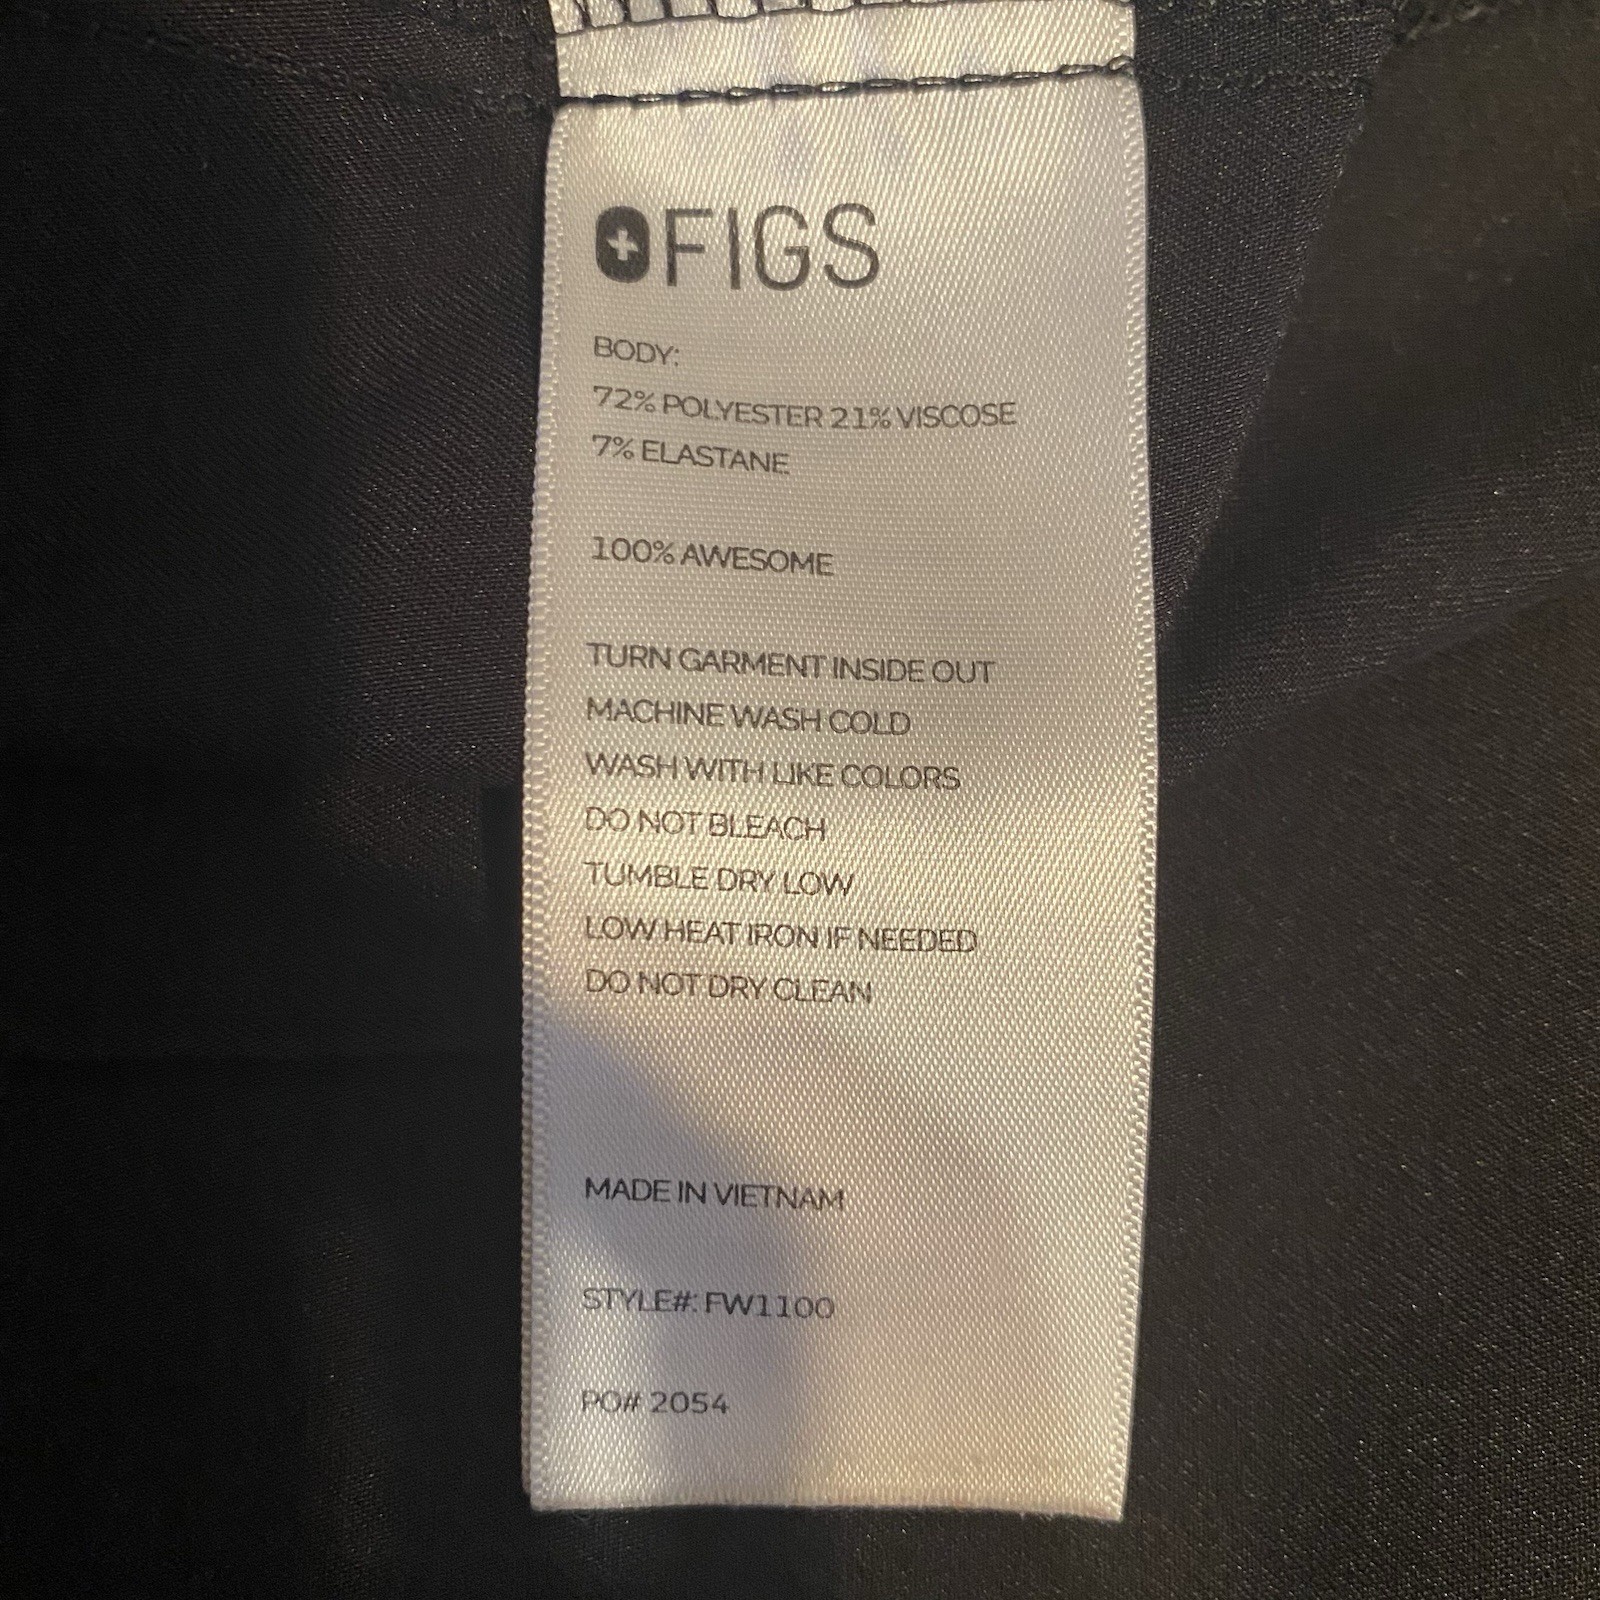 FIGS
BODY:
72% POLYESTER 21% VISCOSE
7% ELASTANE
100% AWESOME
TURN GARMENT INSIDE OUT
MACHINE WASH COLD
WASH WITH LIKE COLORS
DO NOT BLEACH
TUMBLE DRY LOW
LOW HEAT IRON IF NEEDED
DO NOT DRY CLEAN
MADE IN VIETNAM
STYLE#: FW1100
PO# 2054